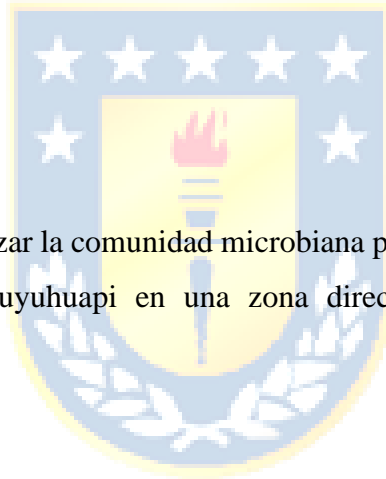 zar la comunidad microbiana p
uyuhuapi en una zona direc